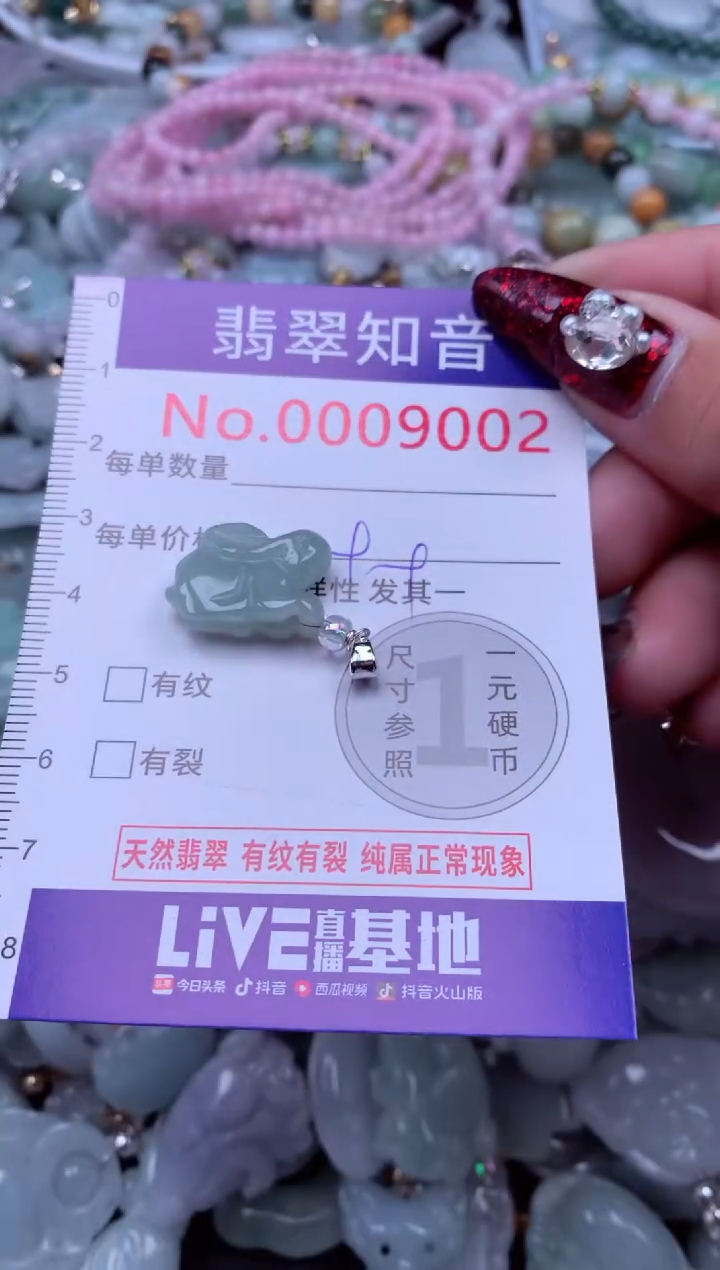 0
翡翠知音
1
No.0009002
2
每单数量
3
每单价
样性 发其一
4
5
有纹
尺寸参照
1
一元硬币
6
有裂
7
天然翡翠 有纹有裂 纯属正常现象
8
LiVE直播基地
头条 今日头条 抖音 西瓜视频 抖音火山版